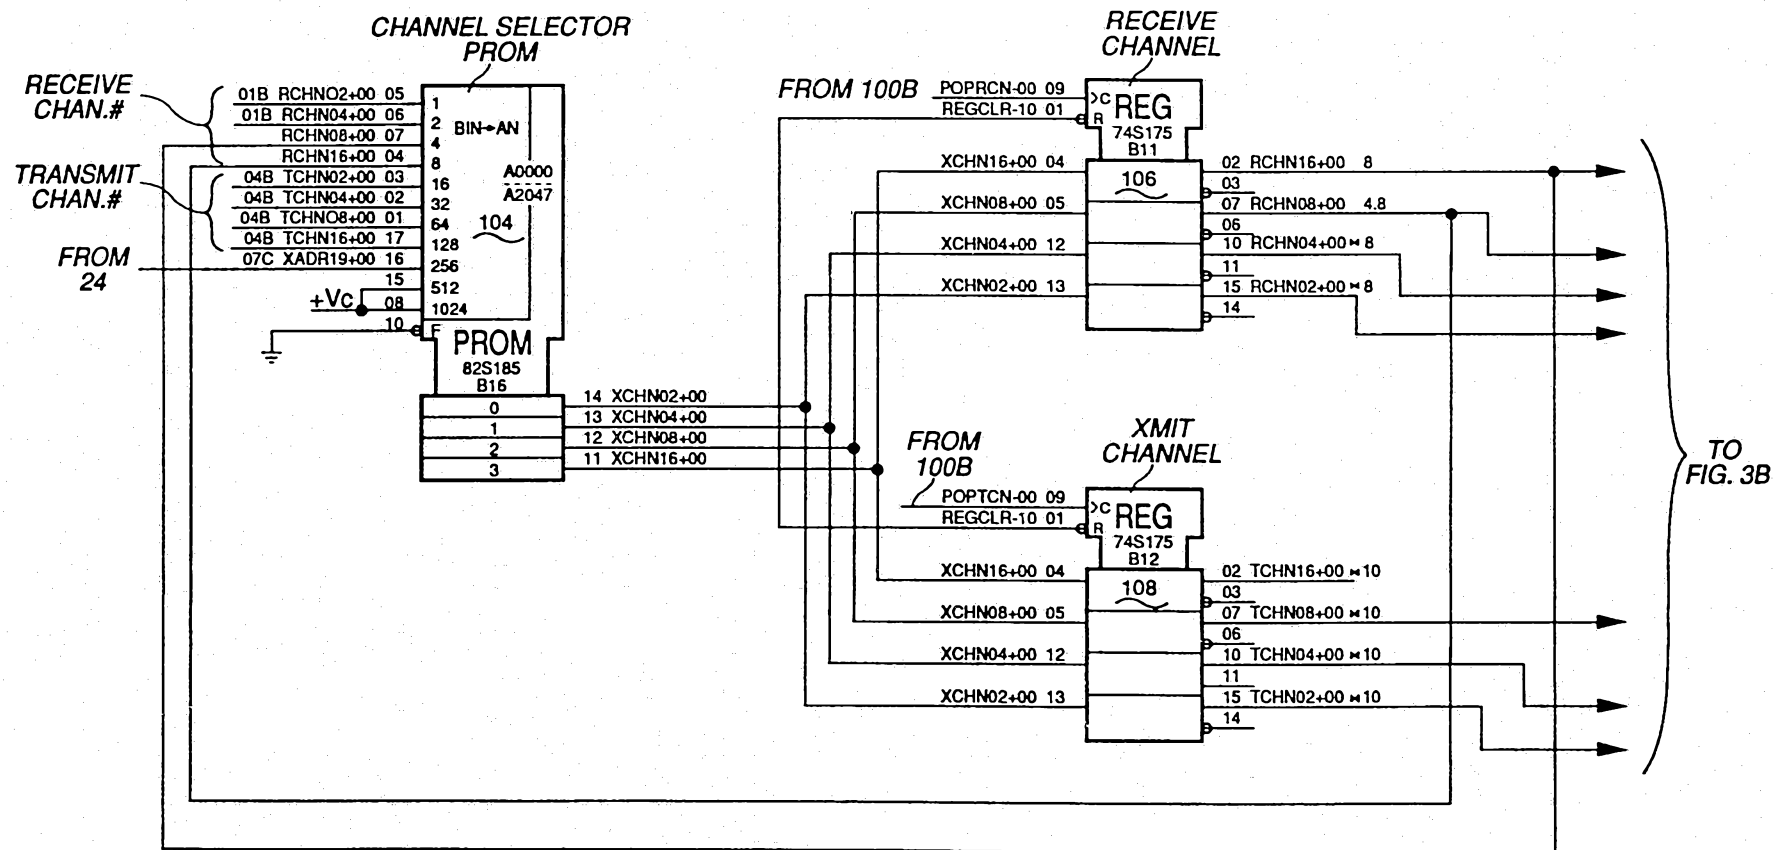 CHANNEL SELECTOR
PROM
RECEIVE
CHAN.#
01B RCHNO2+00 05
01B RCHN04+00 06
RCHN08+00 07
RCHN16+00 04
TRANSMIT
CHAN.#
04B TCHN02+00 03
04B TCHN04+00 02
04B TCHNO8+00 01
04B TCHN16+00 17
FROM
24
07C XADR19+00 16
15
+Vc
08
10
1
2
4
8
16
32
64
128
256
512
1024
F
BIN→AN
A0000
A2047
104
PROM
82S185
B16
0
1
2
3
14 XCHN02+00
13 XCHN04+00
12 XCHN08+00
11 XCHN16+00
RECEIVE
CHANNEL
FROM 100B
POPRCN-00 09
REGCLR-10 01
>C
R
REG
74S175
B11
106
XCHN16+00 04
XCHN08+00 05
XCHN04+00 12
XCHN02+00 13
02 RCHN16+00 8
03
07 RCHN08+00 4.8
06
10 RCHN04+00 ⋈ 8
11
15 RCHN02+00 ⋈ 8
14
XMIT
CHANNEL
FROM
100B
POPTCN-00 09
REGCLR-10 01
>C
R
REG
74S175
B12
108
XCHN16+00 04
XCHN08+00 05
XCHN04+00 12
XCHN02+00 13
02 TCHN16+00 ⋈ 10
03
07 TCHN08+00 ⋈ 10
06
10 TCHN04+00 ⋈ 10
11
15 TCHN02+00 ⋈ 10
14
TO
FIG. 3B